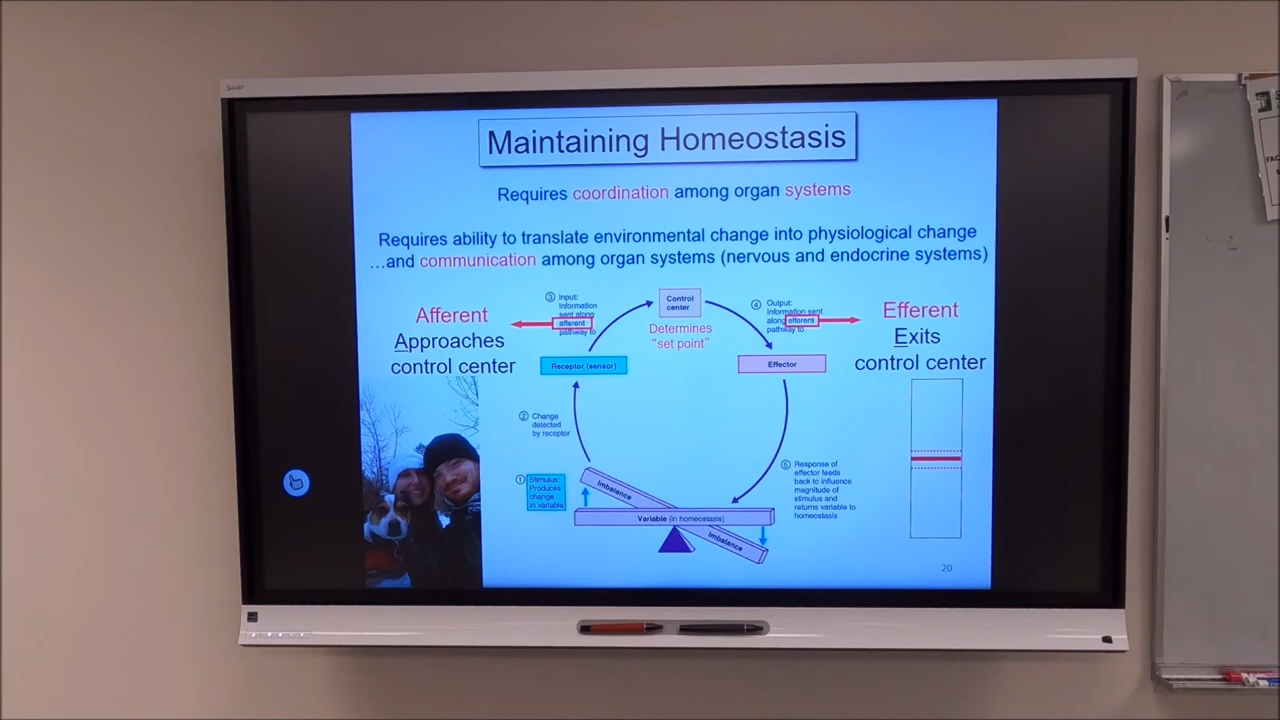 SMART
Maintaining Homeostasis
Requires coordination among organ systems
Requires ability to translate environmental change into physiological change
…and communication among organ systems (nervous and endocrine systems)
Afferent
Approaches
control center
③ Input:
Information
sent along
afferent
pathway to
Control
center
Determines
"set point"
④ Output:
Information sent
along efferent
pathway to
Efferent
Exits
control center
Receptor (sensor)
Effector
② Change
detected
by receptor
① Stimulus:
Produces
change
in variable
Imbalance
Variable (in homeostasis)
Imbalance
⑤ Response of
effector feeds
back to influence
magnitude of
stimulus and
returns variable to
homeostasis
20